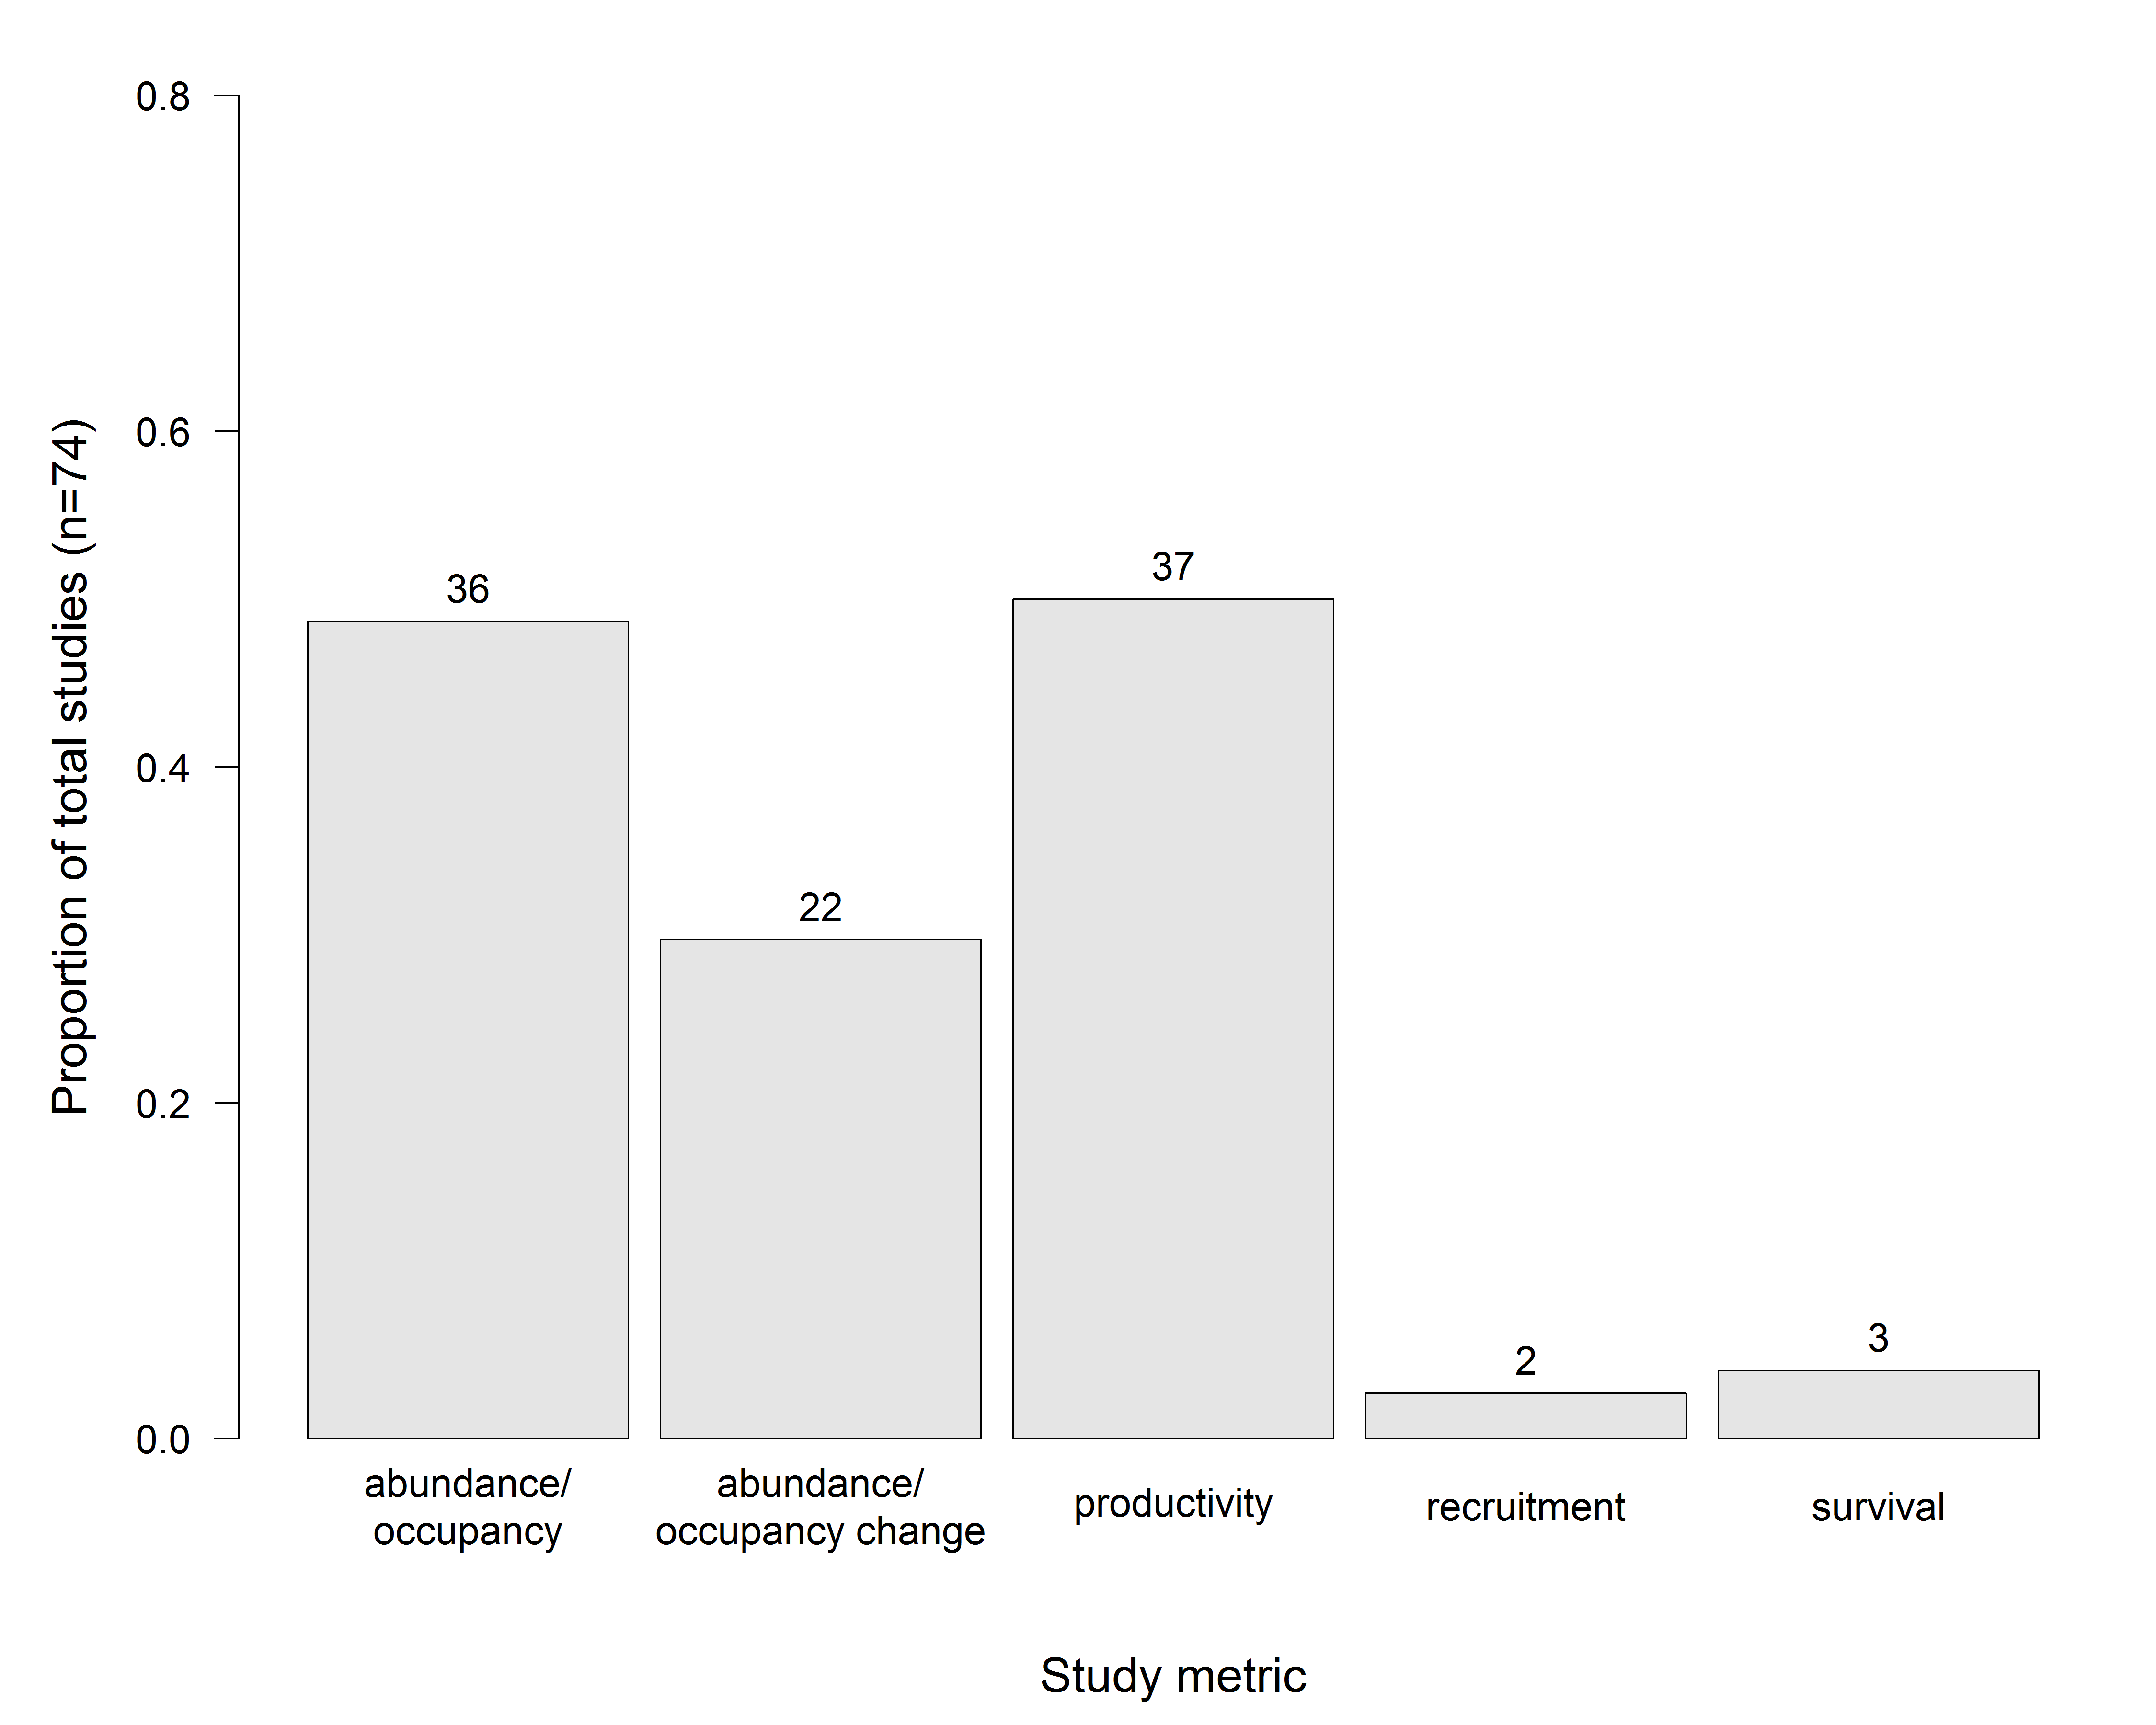 Proportion of total studies (n=74)
0.8
0.6
0.4
0.2
0.0
36
22
37
2
3
abundance/
occupancy
abundance/
occupancy change
productivity
recruitment
survival
Study metric